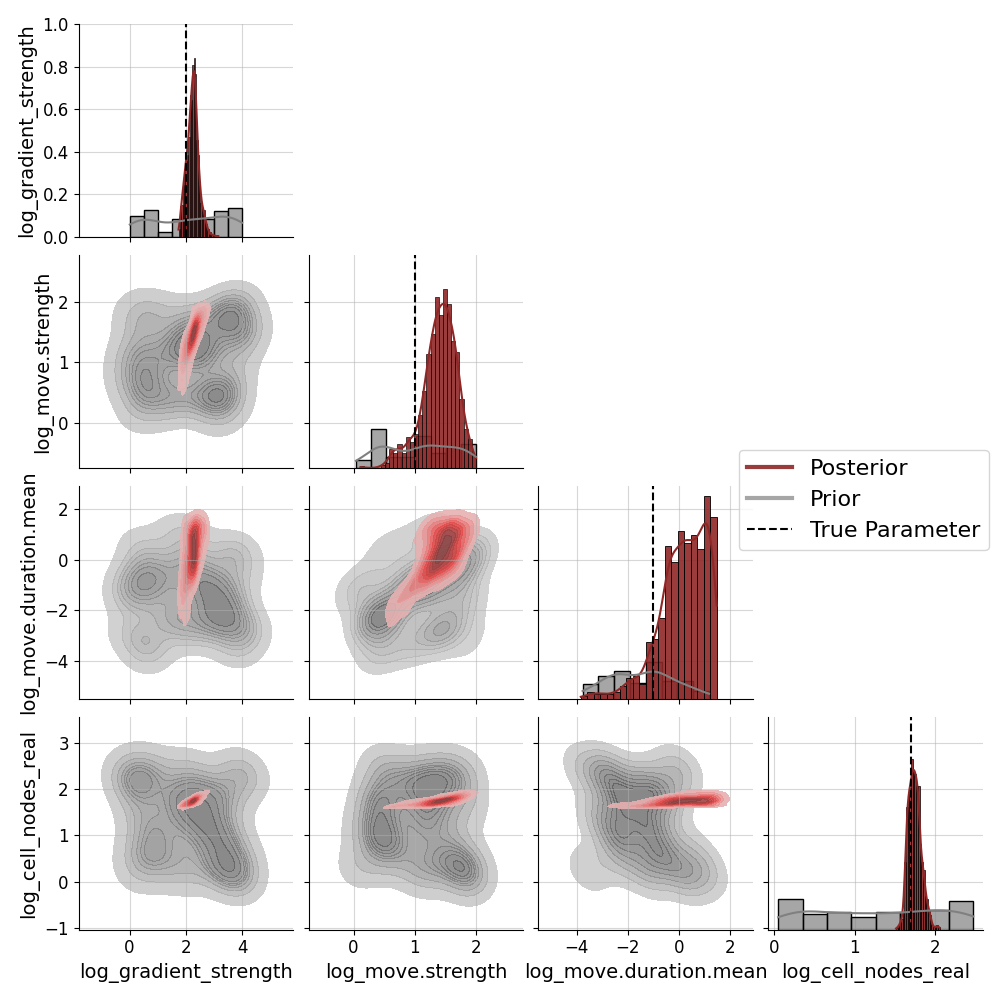 log_gradient_strength
1.0
0.8
0.6
0.4
0.2
0.0
log_move.strength
2
1
0
log_move.duration.mean
2
0
−2
−4
Posterior
Prior
True Parameter
log_cell_nodes_real
3
2
1
0
−1
0 2 4
0 1 2
−4 −2 0 2
0 1 2
log_gradient_strength
log_move.strength
log_move.duration.mean
log_cell_nodes_real